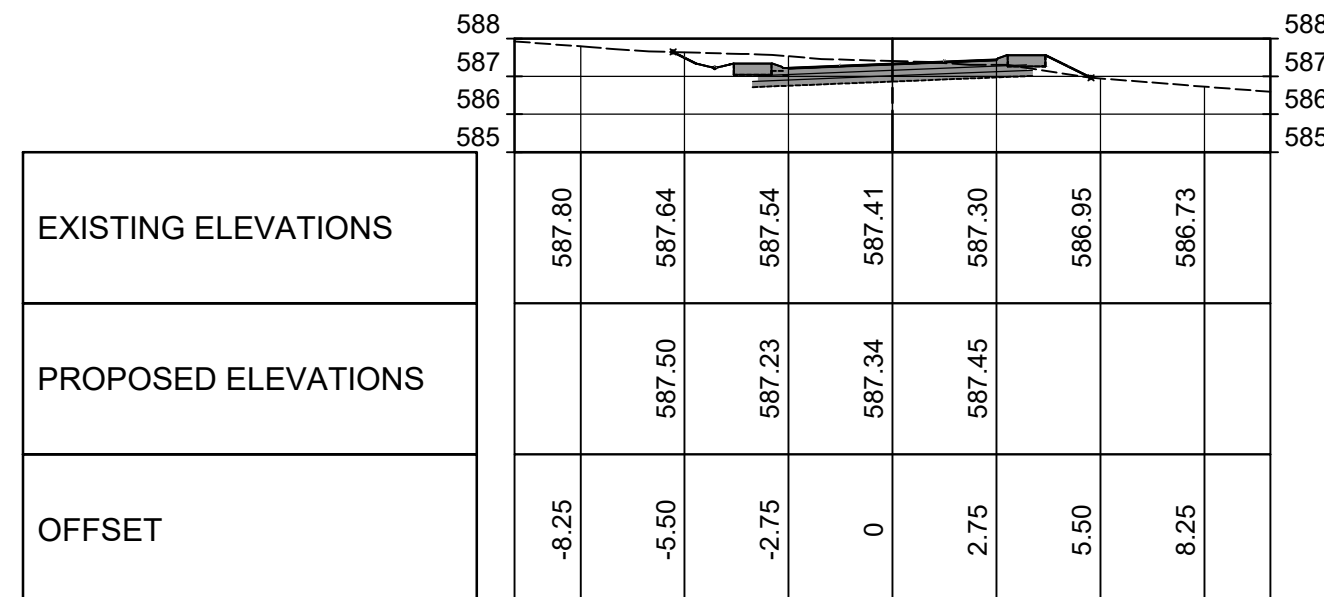 588 588
587 587
586 586
585 585
EXISTING ELEVATIONS 587.80 587.64 587.54 587.41 587.30 586.95 586.73
PROPOSED ELEVATIONS 587.50 587.23 587.34 587.45
OFFSET -8.25 -5.50 -2.75 0 2.75 5.50 8.25